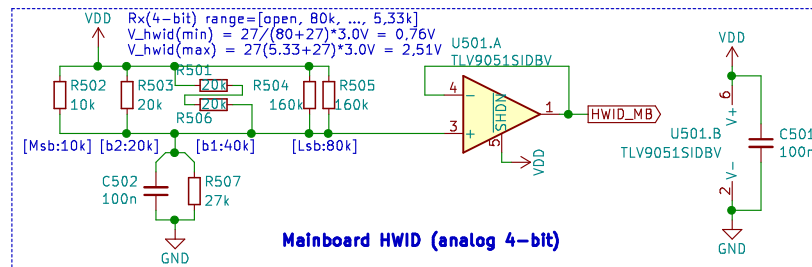 VDD
Rx(4-bit) range=[open, 80k, ..., 5,33k]
V_hwid(min) = 27/(80+27)*3.0V = 0,76V
V_hwid(max) = 27(5.33+27)*3.0V = 2,51V
R502
10k
R503
20k
R501
20k
20k
R506
R504
160k
R505
160k
[Msb:10k]
[b2:20k]
[b1:40k]
[Lsb:80k]
C502
100n
R507
27k
GND
U501.A
TLV9051SIDBV
4
3
1
5
SHDN
VDD
HWID_MB
VDD
6
V+
U501.B
TLV9051SIDBV
V-
2
C501
100n
GND
Mainboard HWID (analog 4-bit)